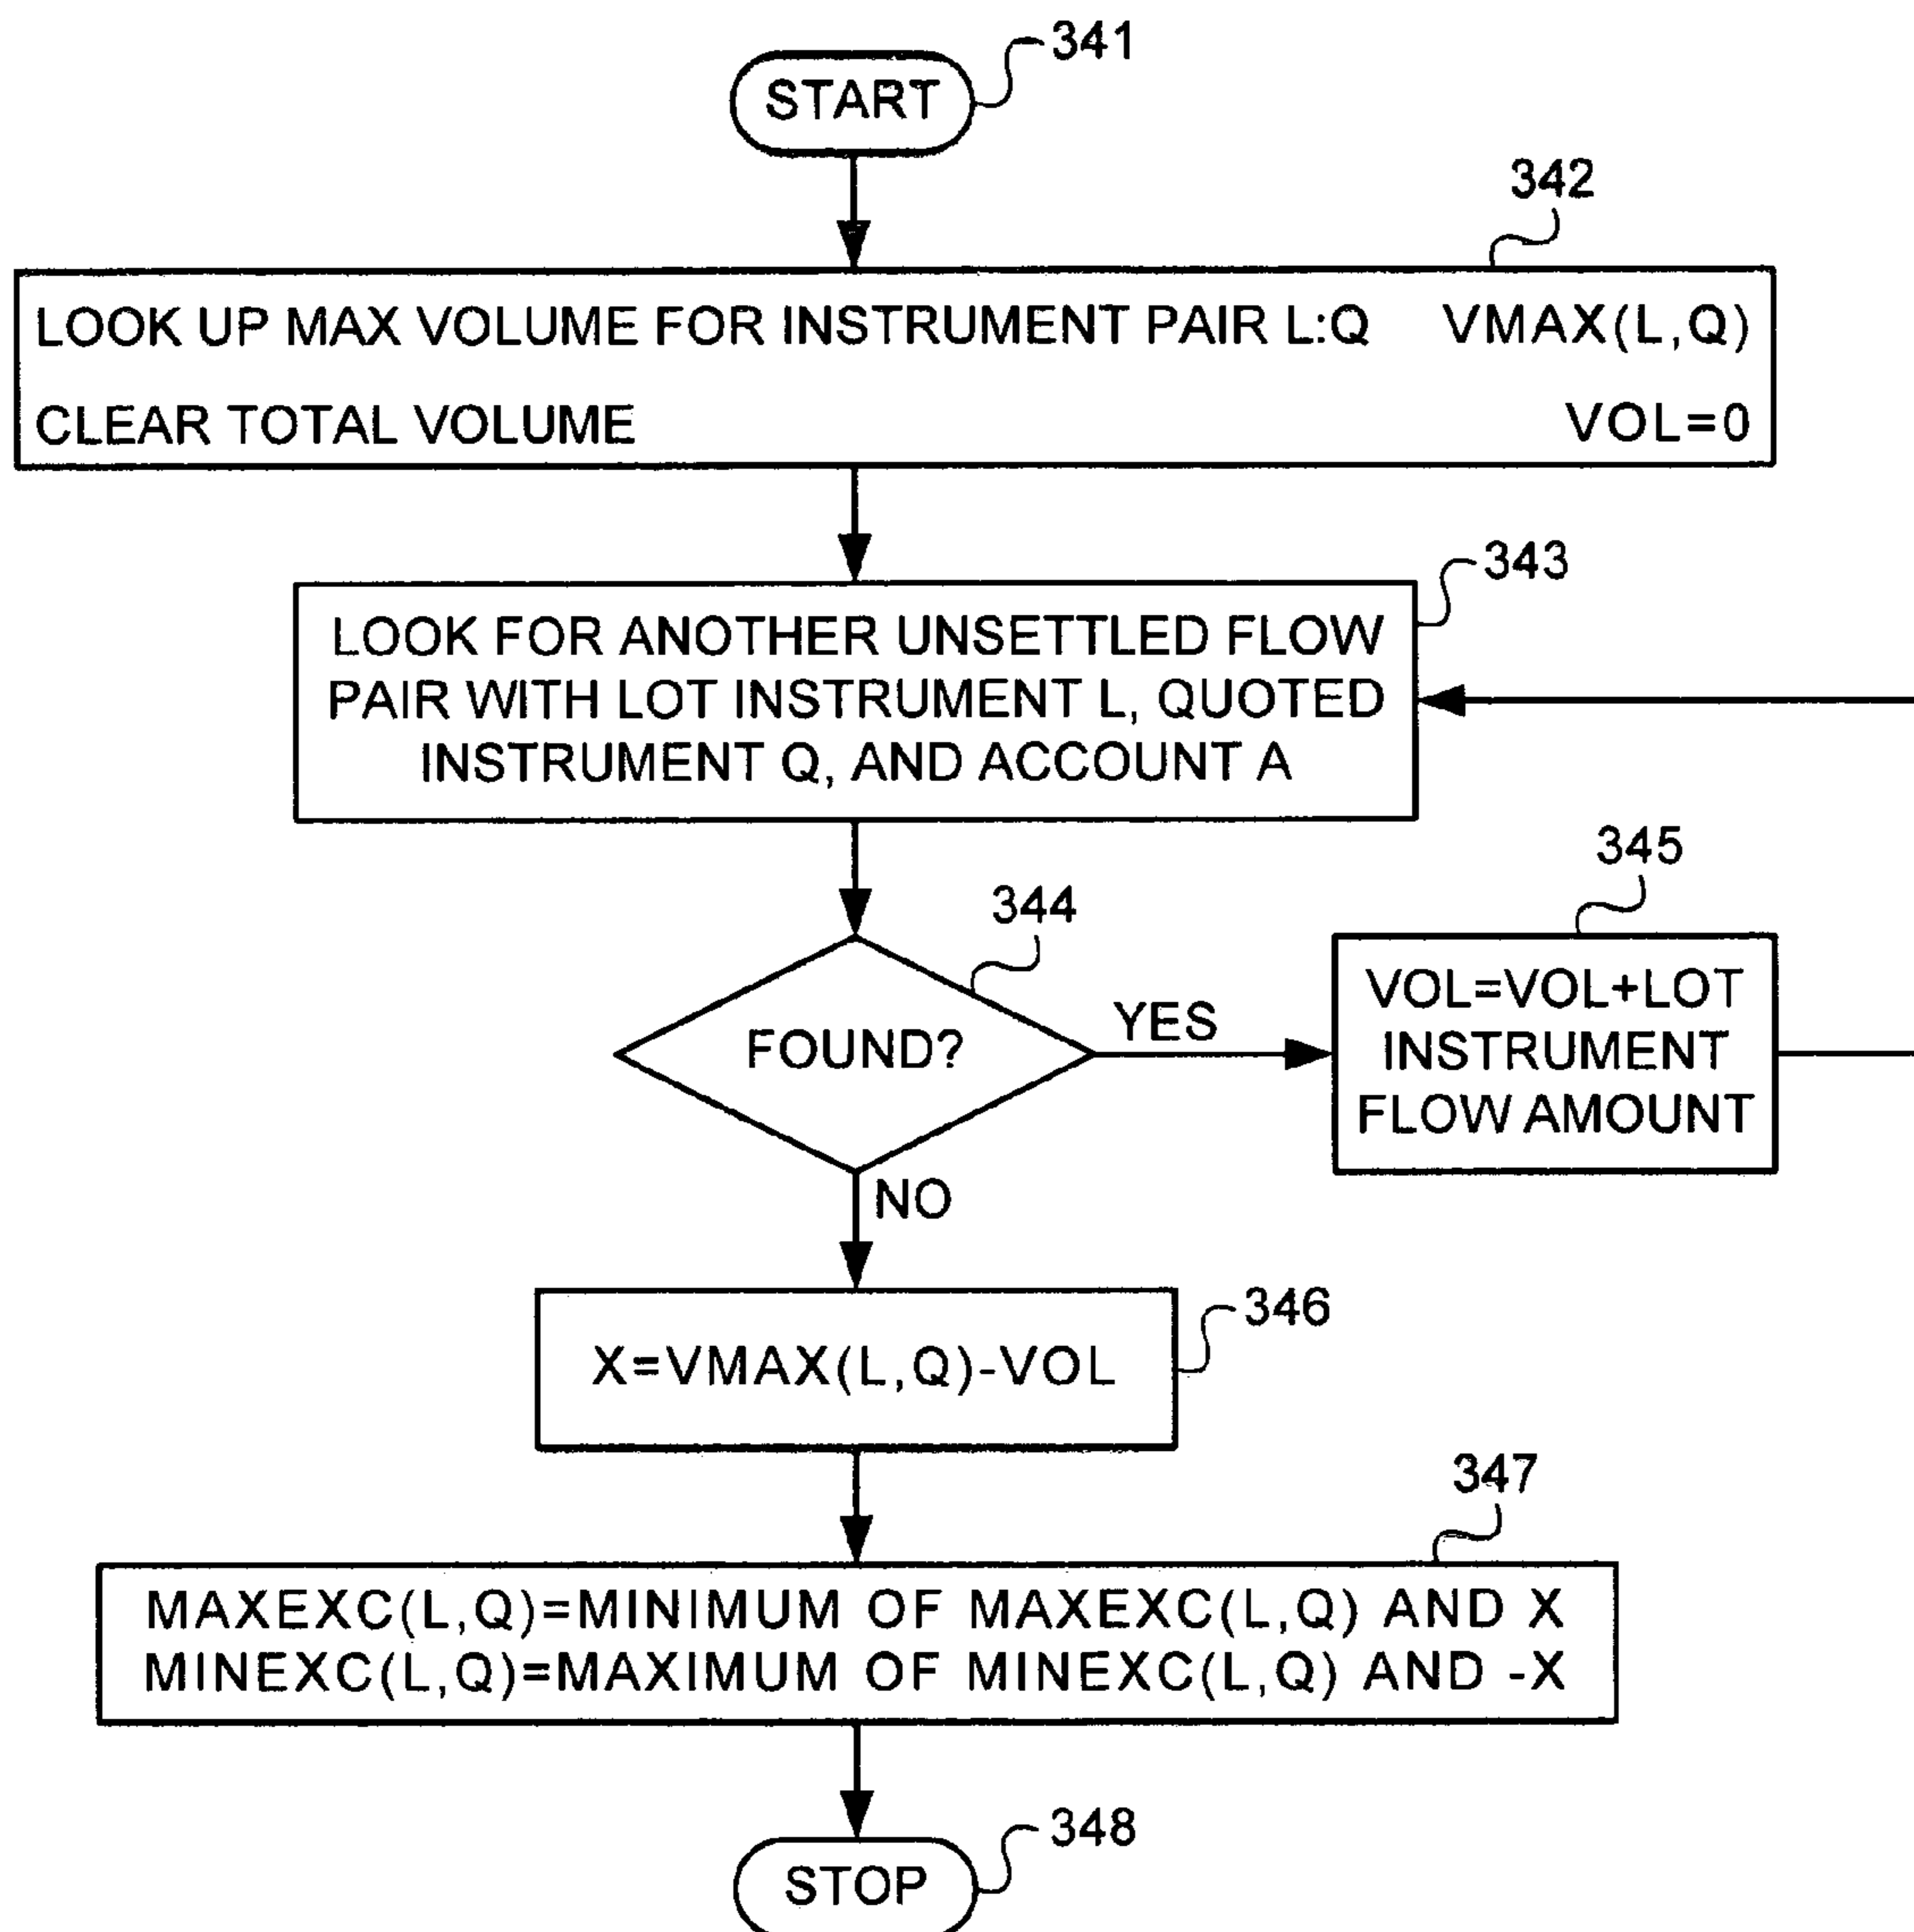 341
START
342
LOOK UP MAX VOLUME FOR INSTRUMENT PAIR L:Q VMAX(L,Q)
CLEAR TOTAL VOLUME VOL=0
343
LOOK FOR ANOTHER UNSETTLED FLOW
PAIR WITH LOT INSTRUMENT L, QUOTED
INSTRUMENT Q, AND ACCOUNT A
344
345
FOUND?
YES
VOL=VOL+LOT
INSTRUMENT
FLOW AMOUNT
NO
346
X=VMAX(L,Q)-VOL
347
MAXEXC(L,Q)=MINIMUM OF MAXEXC(L,Q) AND X
MINEXC(L,Q)=MAXIMUM OF MINEXC(L,Q) AND -X
348
STOP